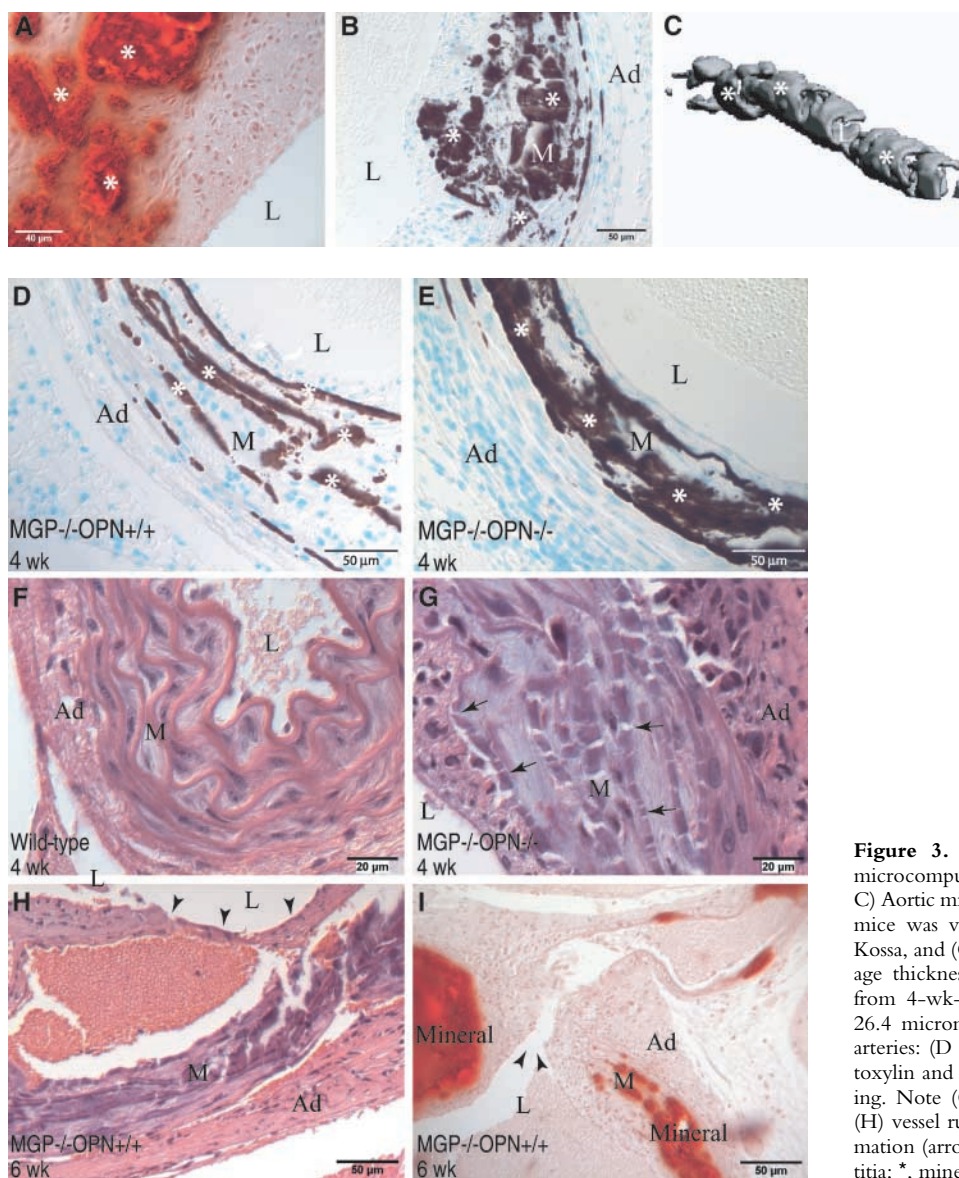 A
*
*
*
L
40 µm
B
Ad
*
*
M
L
*
50 µm
C
*
*
*
D
L
*
*
*
Ad
M
*
*
MGP-/-OPN+/+
4 wk
50 µm
E
*
L
*
M
Ad
*
*
MGP-/-OPN-/-
4 wk
50 µm
F
L
Ad
M
Wild-type
4 wk
L
20 µm
G
Ad
M
L
MGP-/-OPN-/-
4 wk
20 µm
H
L
M
Ad
MGP-/-OPN+/+
6 wk
50 µm
I
Mineral
Ad
M
L
Mineral
MGP-/-OPN+/+
6 wk
50 µm
Figure 3.
microcompu
C) Aortic mi
mice was v
Kossa, and (C
age thicknes
from 4-wk-
26.4 micron
arteries: (D
toxylin and
ing. Note (
(H) vessel ru
mation (arro
titia; *, mine